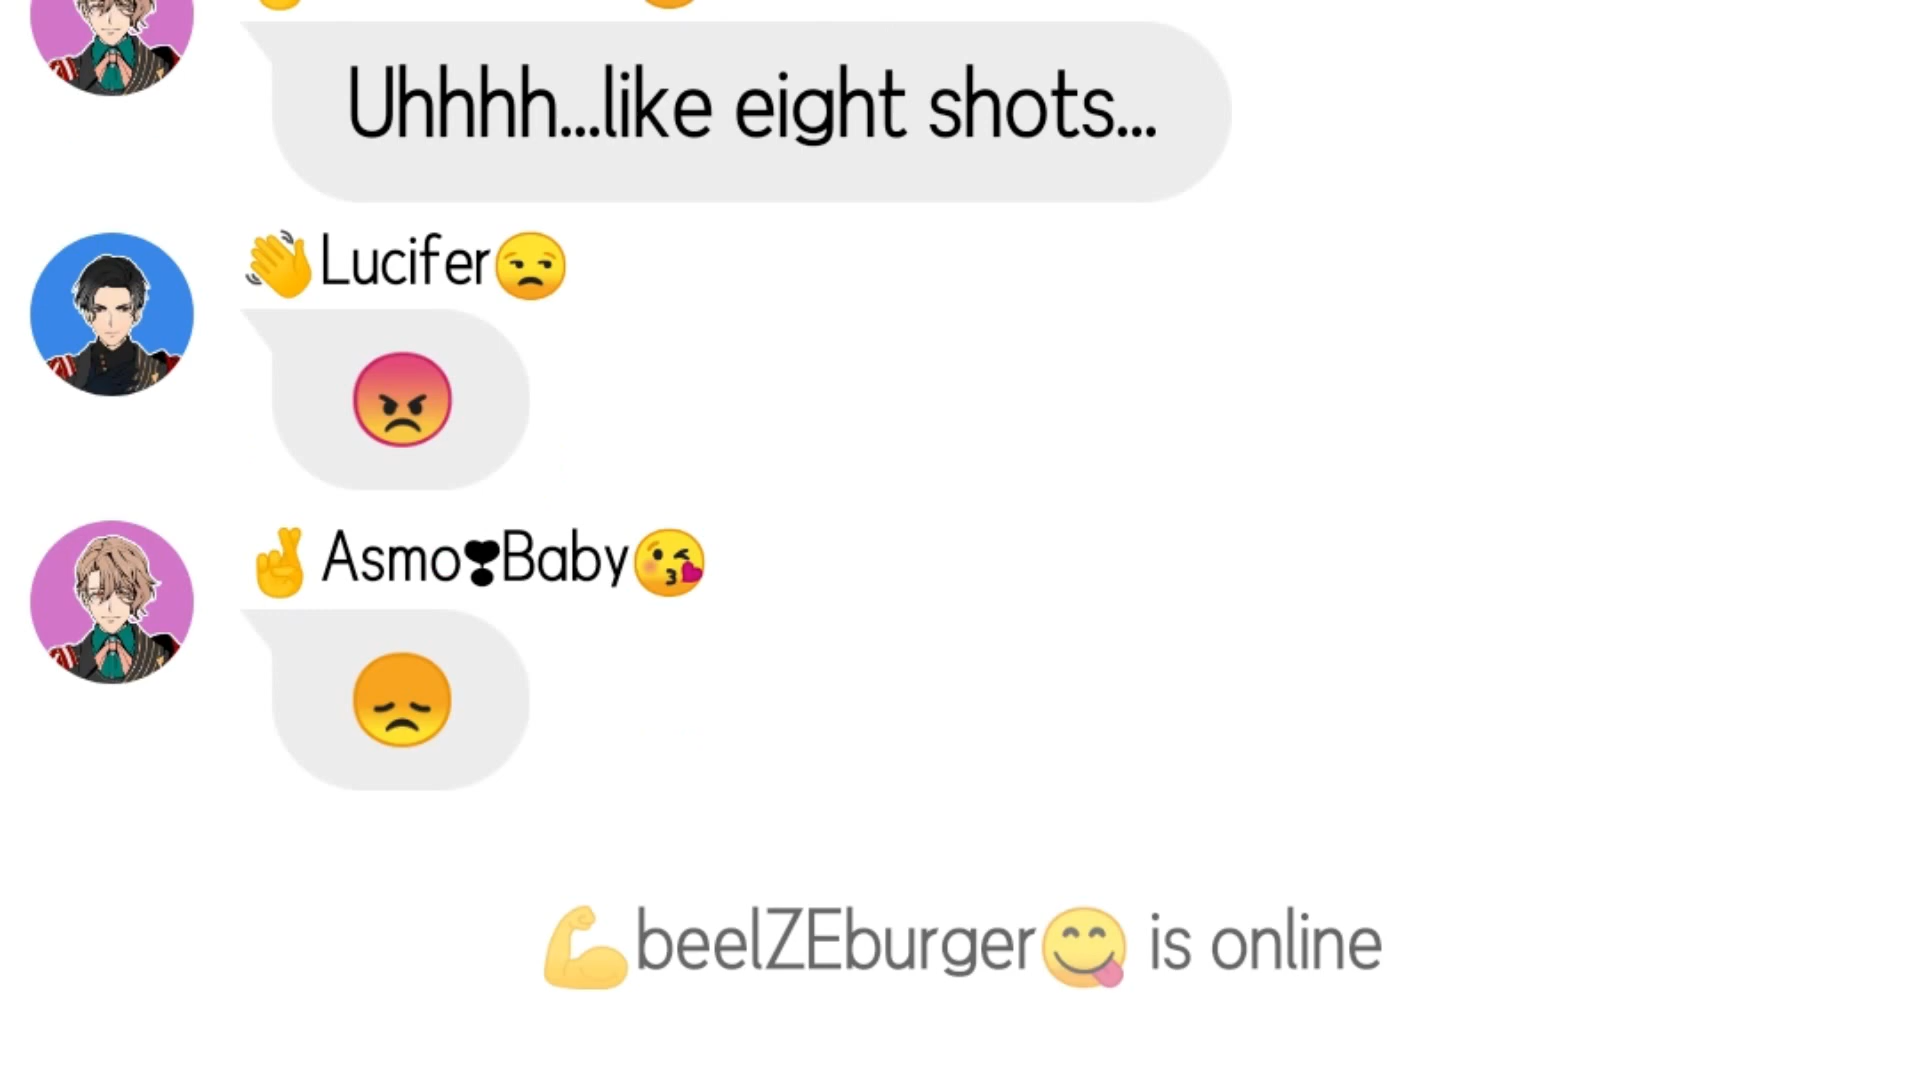 Uhhhh...like eight shots...
👋Lucifer😒
😡
🤞Asmo❣Baby😘
😞
💪beelZEburger😋 is online